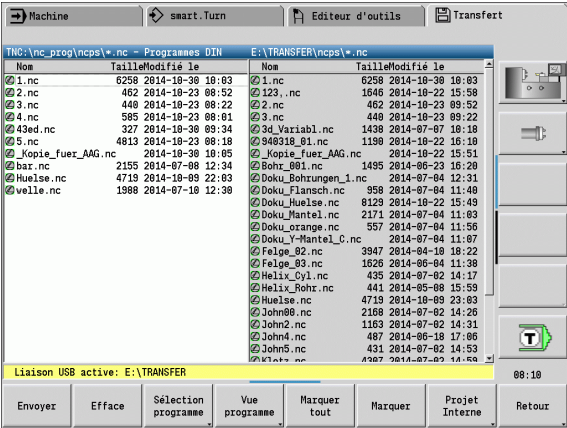 Machine
smart.Turn
Editeur d'outils
Transfert
TNC:\nc_prog\ncps\*.nc - Programmes DIN
Nom TailleModifié le
1.nc 6258 2014-10-30 10:03
2.nc 462 2014-10-23 08:52
3.nc 440 2014-10-23 08:22
4.nc 585 2014-10-23 08:01
43ed.nc 327 2014-10-30 09:34
5.nc 4813 2014-10-23 08:18
_Kopie_fuer_AAG.nc 2014-10-30 10:05
bar.nc 2155 2014-07-08 12:34
Huelse.nc 4719 2014-10-09 22:03
velle.nc 1988 2014-07-10 12:30
E:\TRANSFER\ncps\*.nc
Nom TailleModifié le
1.nc 6258 2014-10-30 10:03
123,.nc 1646 2014-10-22 15:58
2.nc 462 2014-10-23 09:52
3.nc 440 2014-10-23 09:22
3d_Variabl.nc 1438 2014-07-07 10:18
940318_01.nc 1190 2014-10-22 16:10
_Kopie_fuer_AAG.nc 2014-10-22 15:51
Bohr_001.nc 1495 2014-06-23 16:20
Doku_Bohrungen_1.nc 2014-07-04 12:31
Doku_Flansch.nc 958 2014-07-04 11:40
Doku_Huelse.nc 8129 2014-10-22 15:49
Doku_Mantel.nc 2171 2014-07-04 11:03
Doku_orange.nc 557 2014-07-04 11:56
Doku_Y-Mantel_C.nc 2014-07-04 11:07
Felge_02.nc 3947 2014-04-10 18:22
Felge_03.nc 1626 2014-06-04 11:38
Helix_Cyl.nc 435 2014-07-02 14:17
Helix_Rohr.nc 441 2014-05-08 15:59
Huelse.nc 4719 2014-10-09 23:03
John00.nc 2168 2014-07-02 14:26
John2.nc 1163 2014-07-02 14:31
John4.nc 487 2014-06-18 17:06
John5.nc 431 2014-07-02 14:53
Klotz.nc 4307 2014-07-02 14:59
T
Liaison USB active: E:\TRANSFER
08:10
Envoyer
Efface
Sélection programme
Vue programme
Marquer tout
Marquer
Projet Interne
Retour